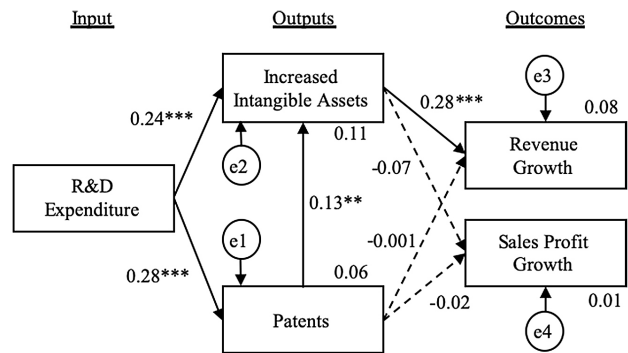 Input
Outputs
Outcomes
Increased
Intangible Assets
e3
0.24***
0.28***
0.08
0.11
Revenue
Growth
e2
-0.07
R&D
Expenditure
0.13**
e1
-0.001
Sales Profit
Growth
0.28***
0.06
-0.02
0.01
Patents
e4